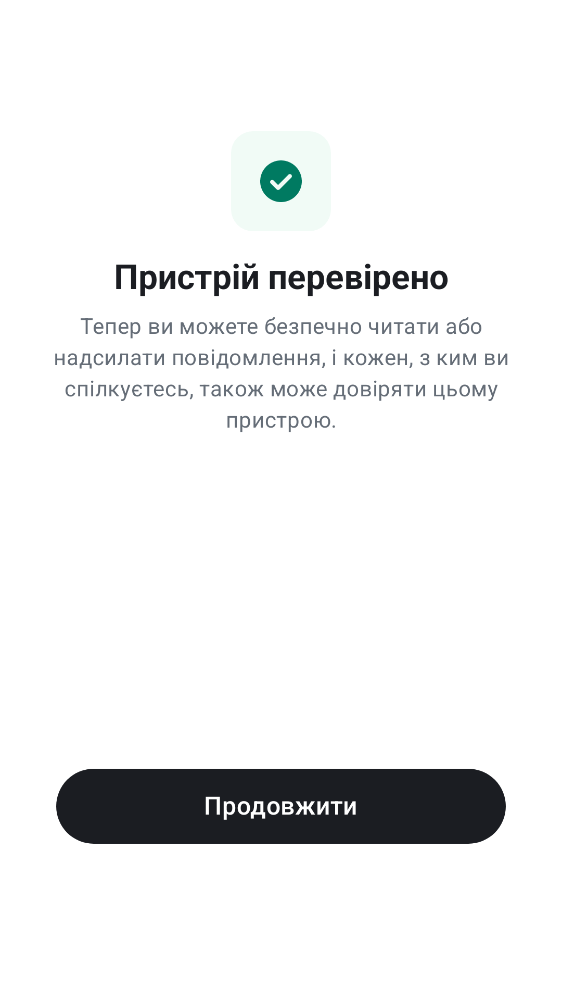 Пристрій перевірено
Тепер ви можете безпечно читати або
надсилати повідомлення, і кожен, з ким ви
спілкуєтесь, також може довіряти цьому
пристрою.
Продовжити